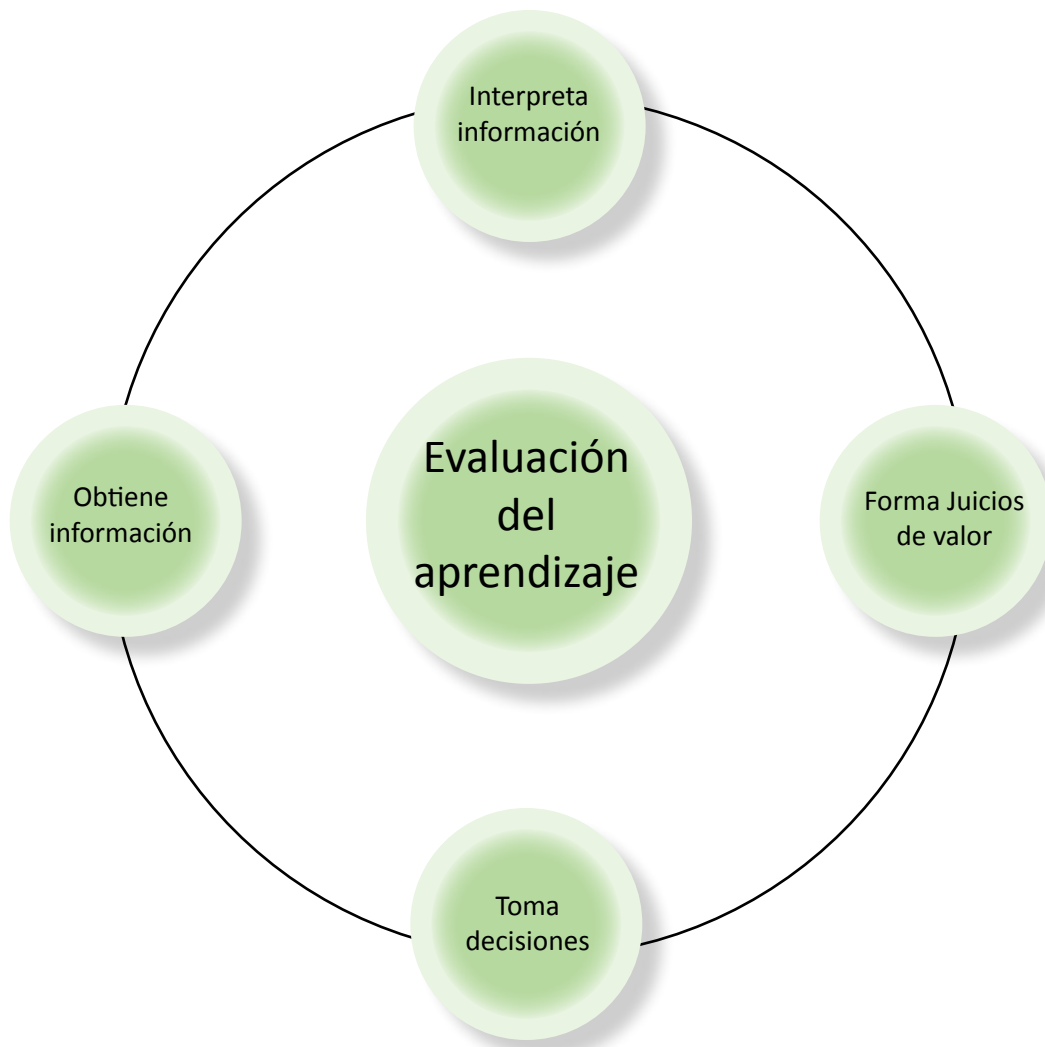 Interpreta
información
Obtiene
información
Evaluación
del
aprendizaje
Forma Juicios
de valor
Toma
decisiones